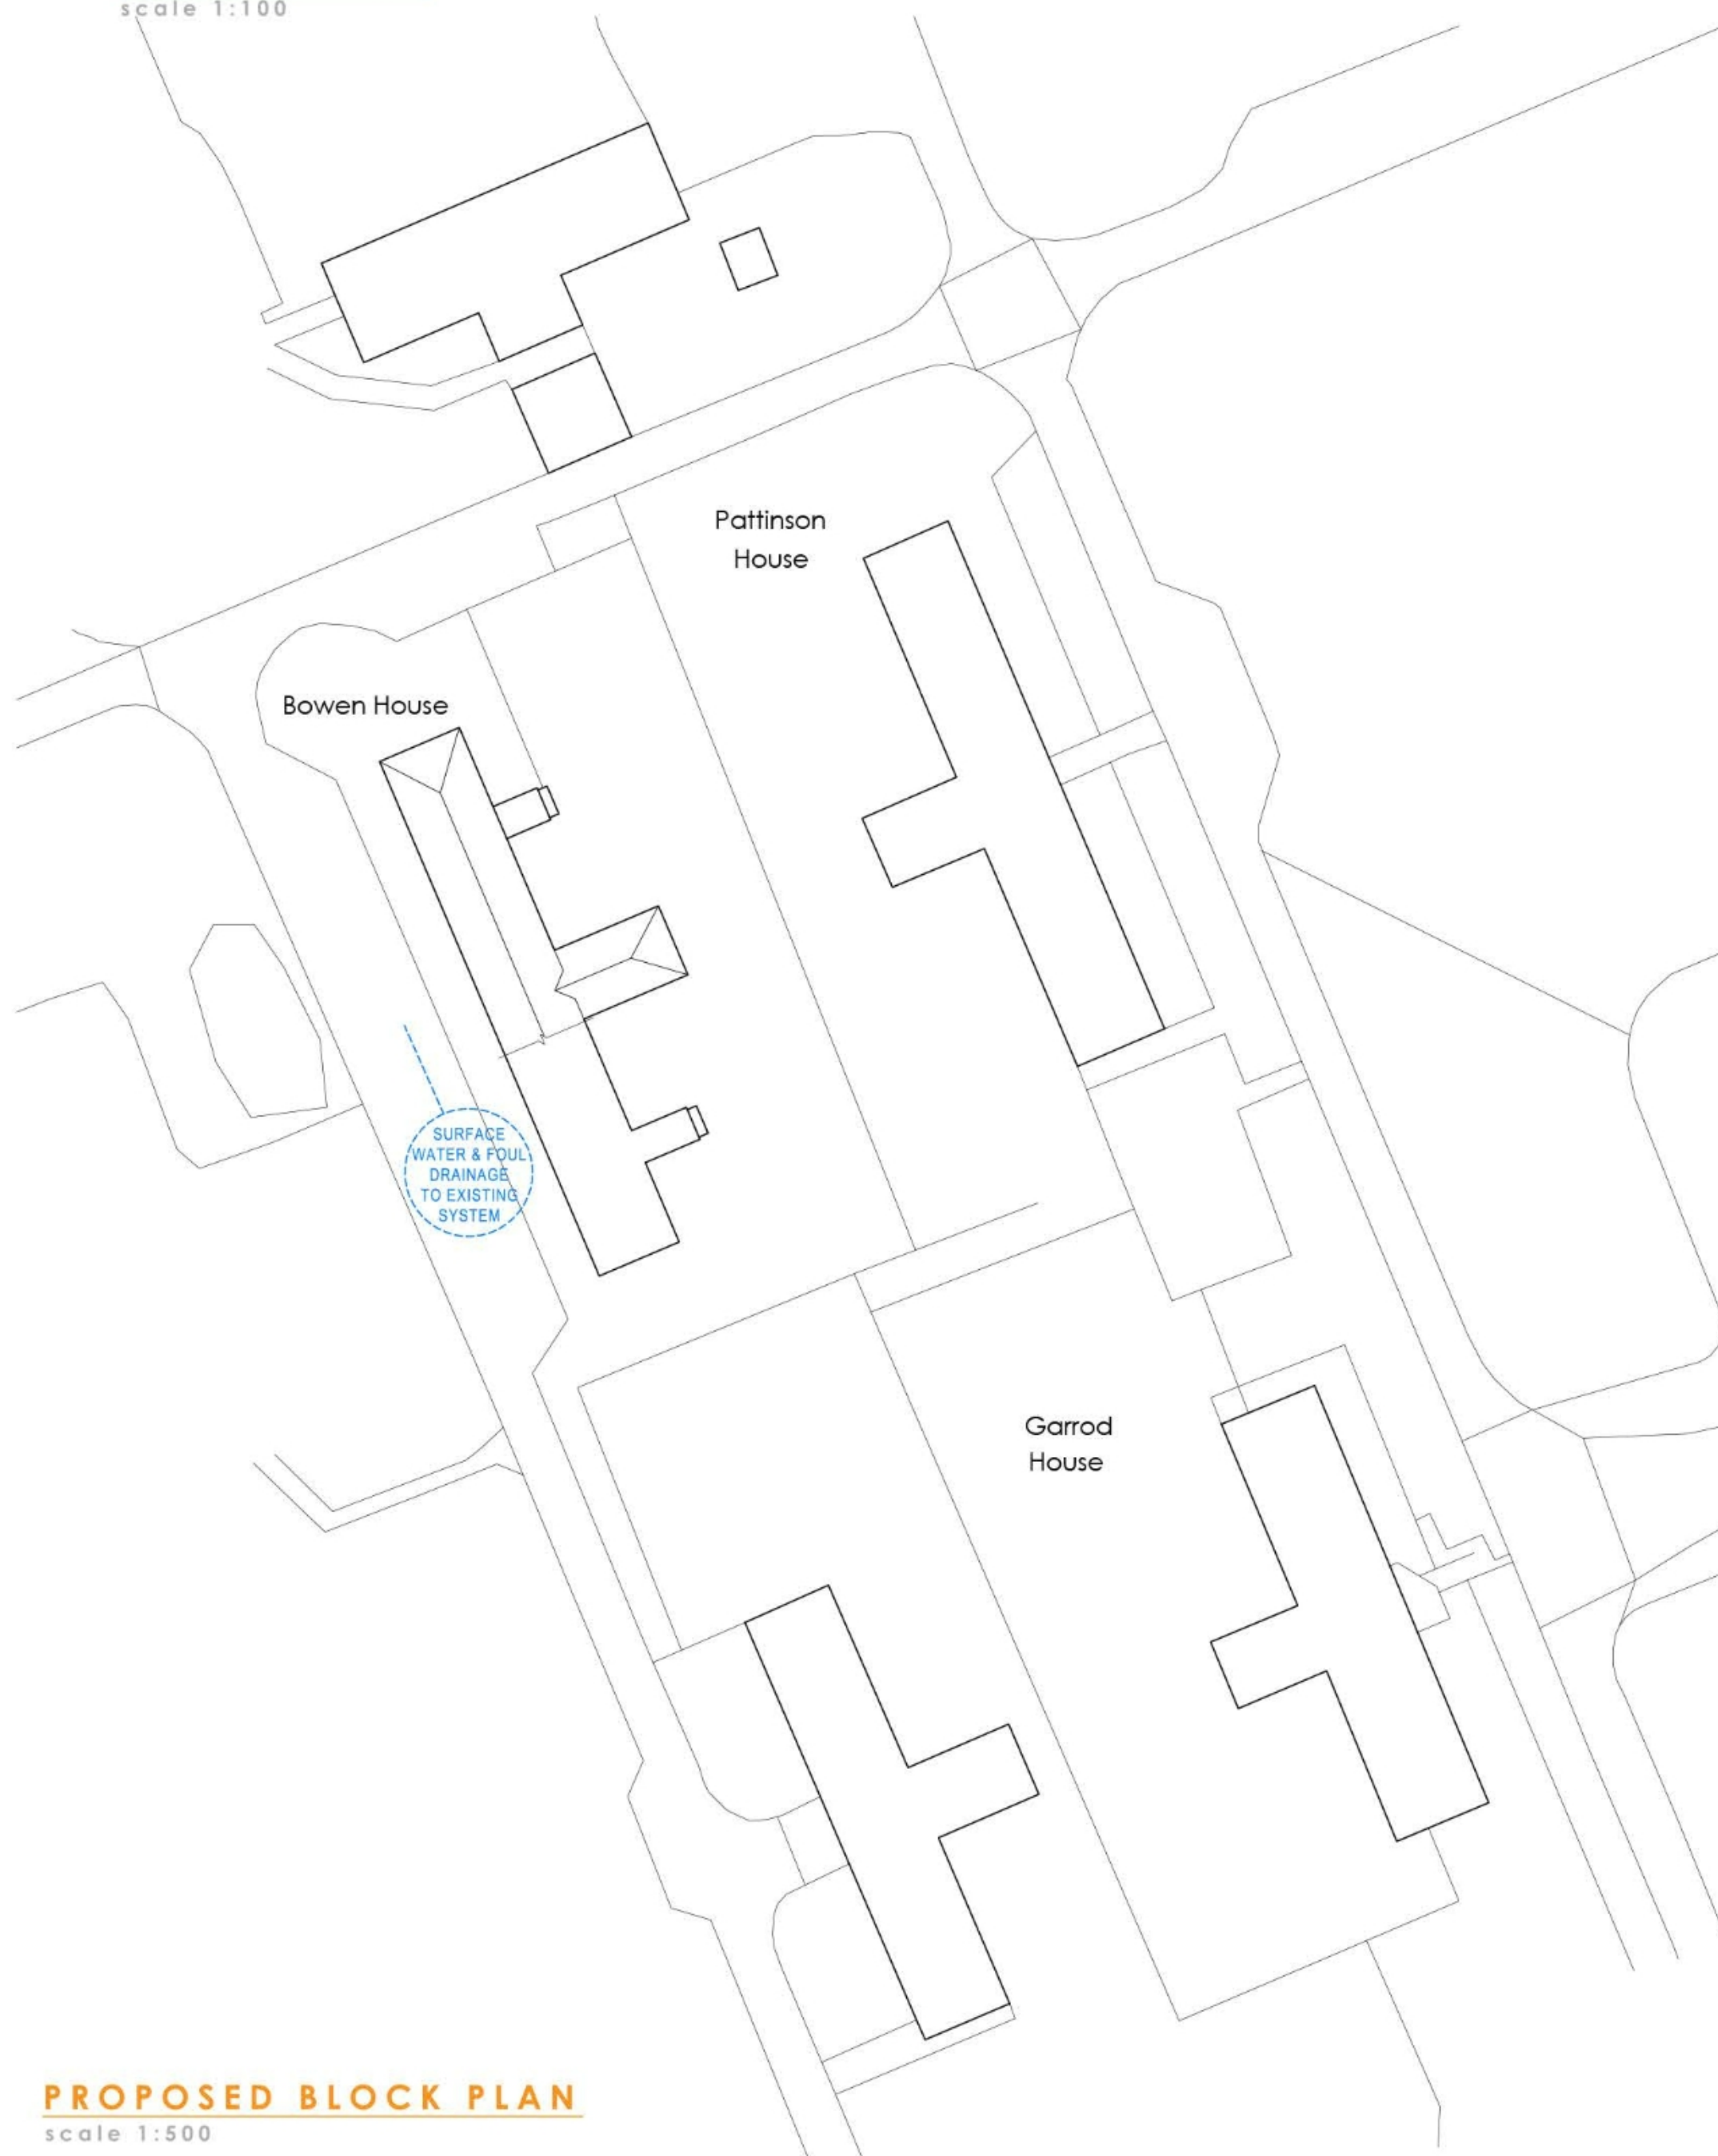 scale 1:100
Pattinson
House
Bowen House
SURFACE
WATER & FOUL
DRAINAGE
TO EXISTING
SYSTEM
Garrod
House
PROPOSED BLOCK PLAN
scale 1:500